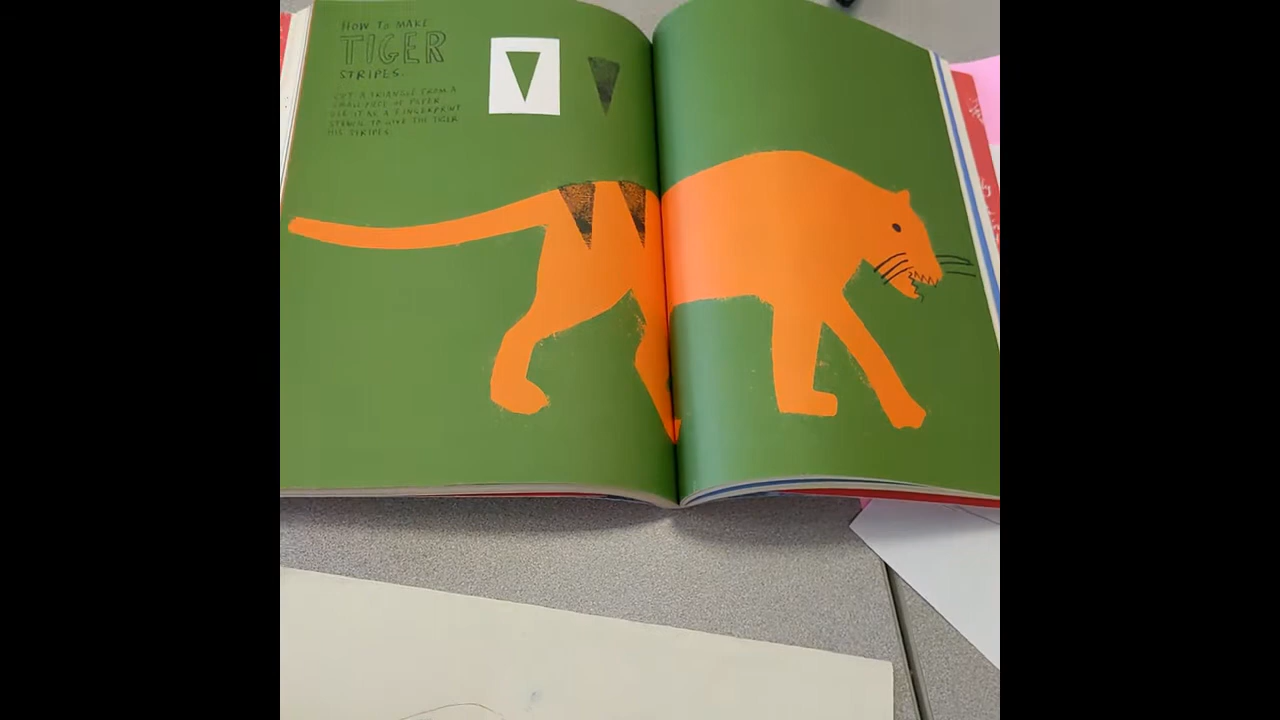 HOW TO MAKE
TIGER
STRIPES.
CUT A TRIANGLE FROM A
SMALL PIECE OF PAPER
USE IT AS A FINGERPRINT
STENCIL TO GIVE THE TIGER
HIS STRIPES.